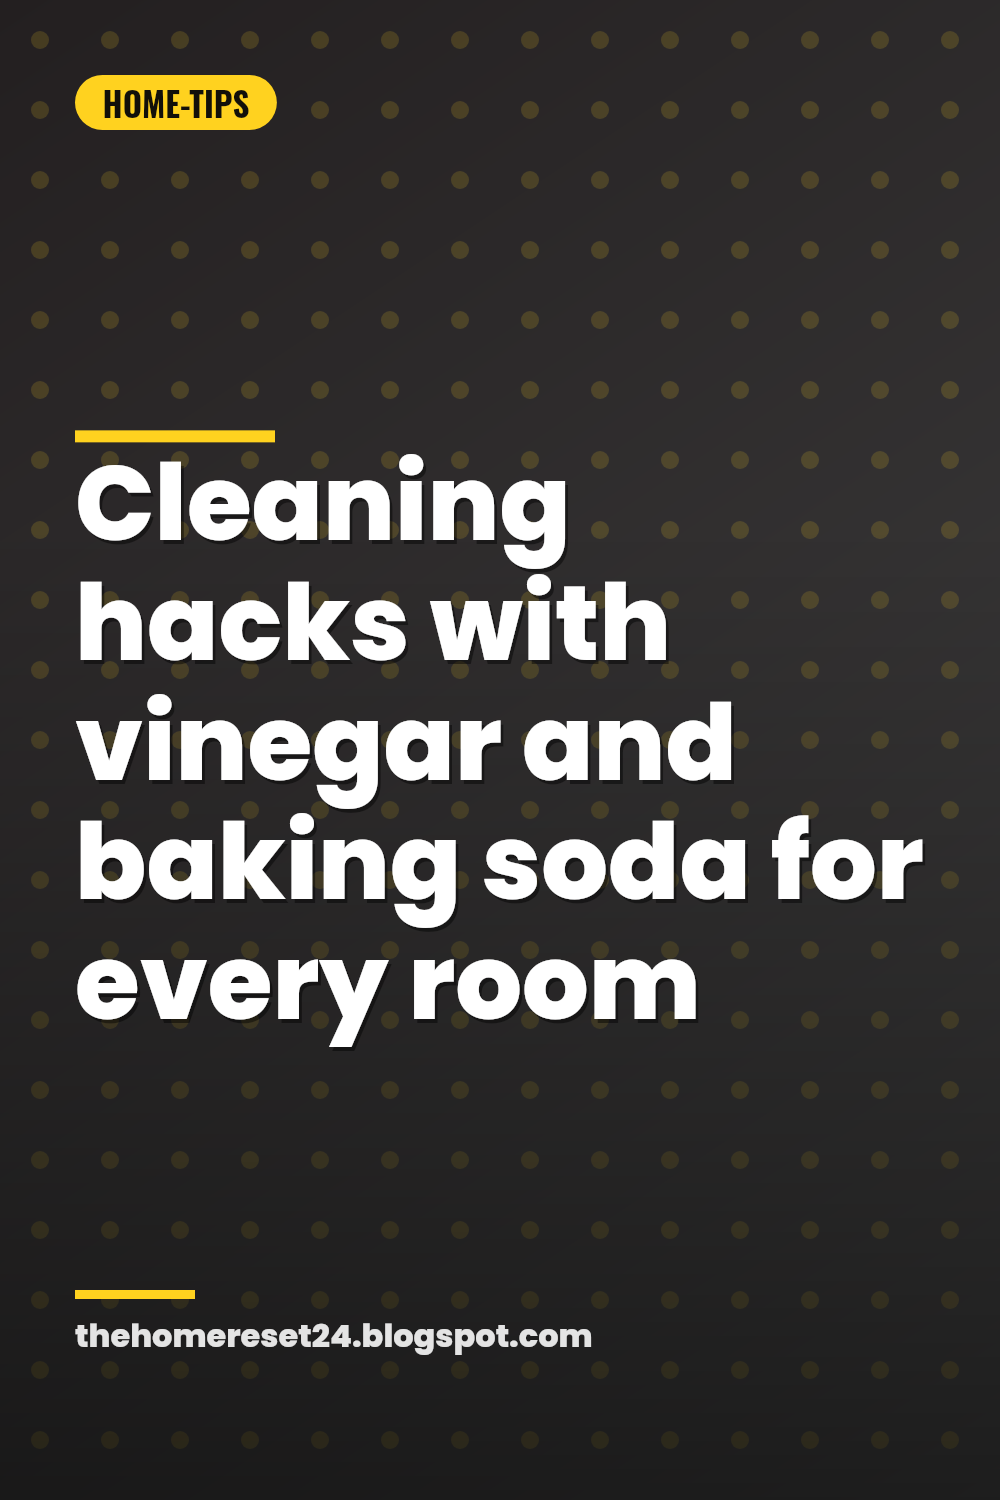 HOME-TIPS
Cleaning
hacks with
vinegar and
baking soda for
every room
thehomereset24.blogspot.com